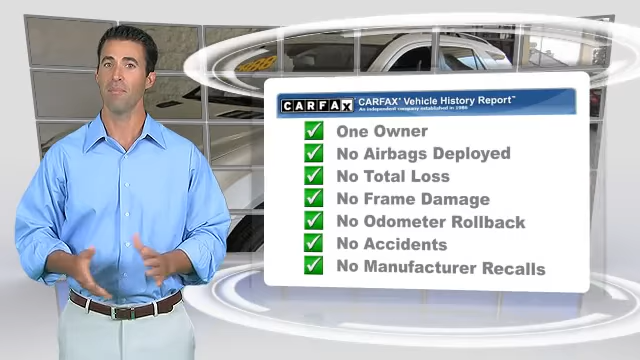 CARFAX CARFAX Vehicle History Report™
An independent company established in 1986
One Owner
No Airbags Deployed
No Total Loss
No Frame Damage
No Odometer Rollback
No Accidents
No Manufacturer Recalls